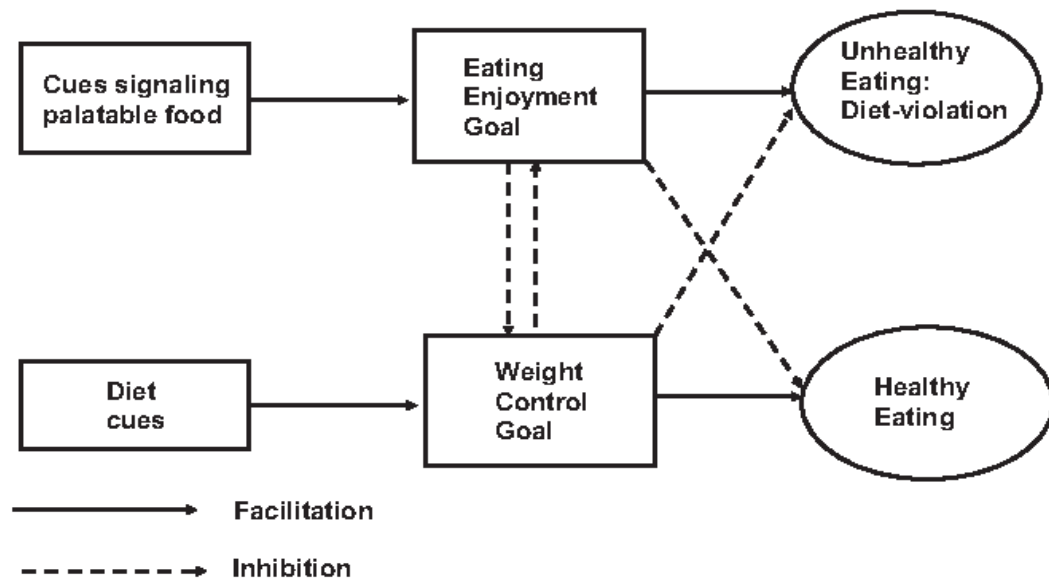 Cues signaling
palatable food
Eating
Enjoyment
Goal
Unhealthy
Eating:
Diet-violation
Diet
cues
Weight
Control
Goal
Healthy
Eating
Facilitation
Inhibition